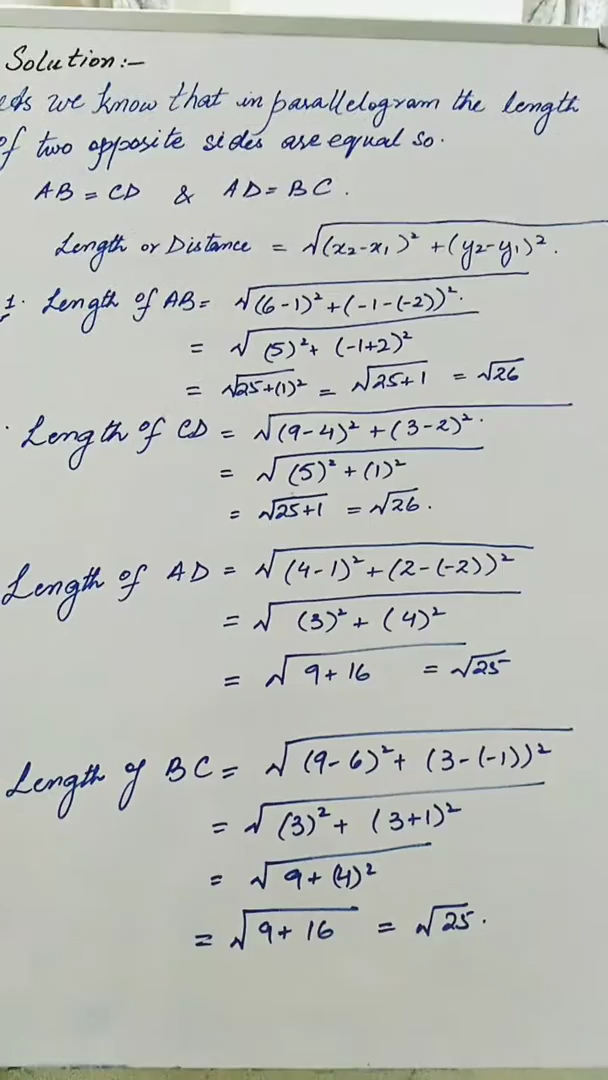 Solution :-
As we know that in parallelogram the length
of two opposite sides are equal so.
AB = CD & AD = BC.
Length or Distance = √(x₂-x₁)² + (y₂-y₁)².
1. Length of AB = √(6-1)² + (-1-(-2))².
= √(5)² + (-1+2)²
= √25+(1)² = √25+1 = √26
. Length of CD = √(9-4)² + (3-2)².
= √(5)² + (1)²
= √25+1 = √26.
Length of AD = √(4-1)² + (2-(-2))²
= √(3)² + (4)²
= √9+16 = √25
Length of BC = √(9-6)² + (3-(-1))²
= √(3)² + (3+1)²
= √9+(4)²
= √9+16 = √25.